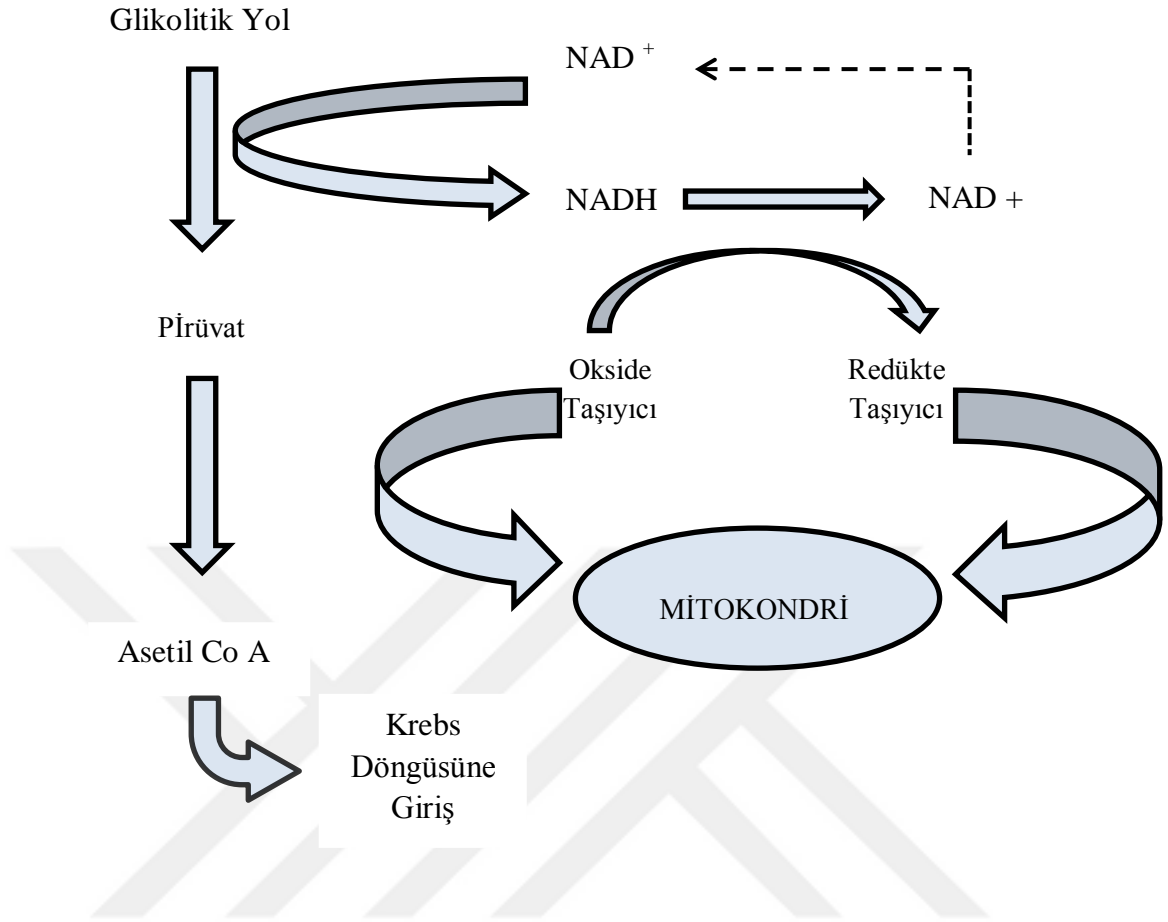 Glikolitik Yol
NAD +
NADH
NAD +
Pİrüvat
Okside
Taşıyıcı
Redükte
Taşıyıcı
MİTOKONDRİ
Asetil Co A
Krebs
Döngüsüne
Giriş